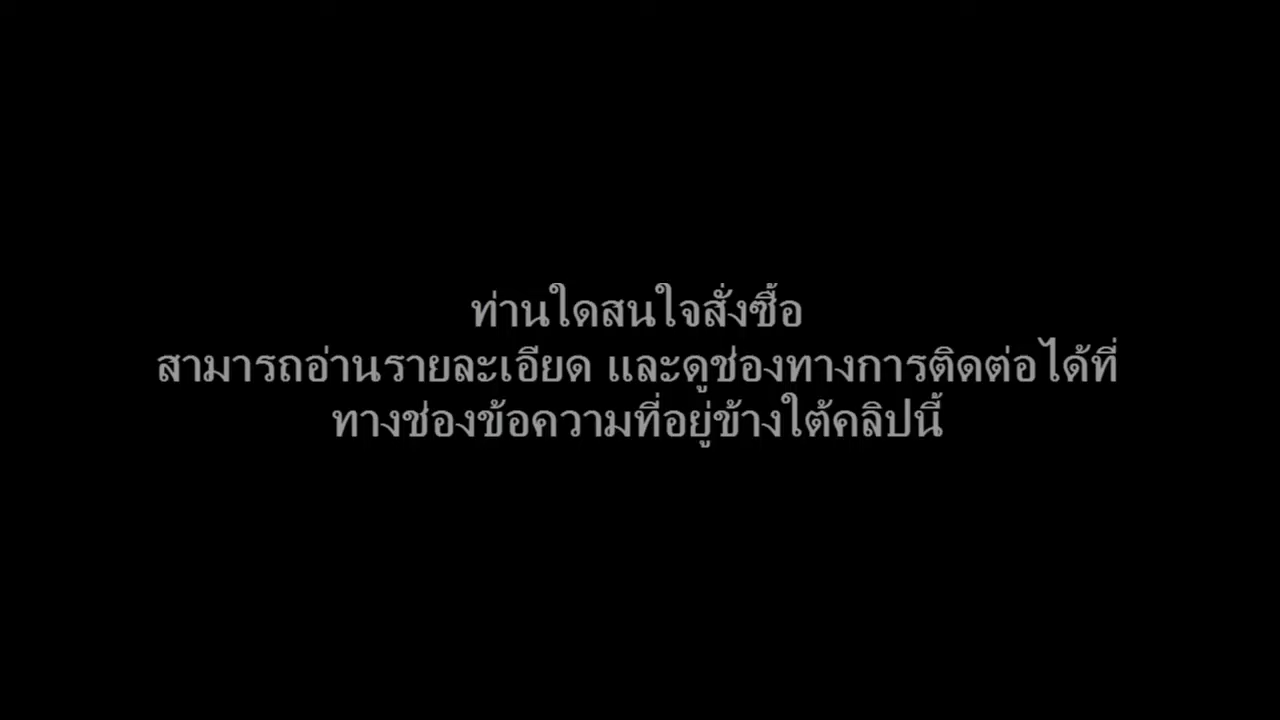 ท่านใดสนใจสั่งซื้อ
สามารถอ่านรายละเอียด และดูช่องทางการติดต่อได้ที่
ทางช่องข้อความที่อยู่ข้างใต้คลิปนี้